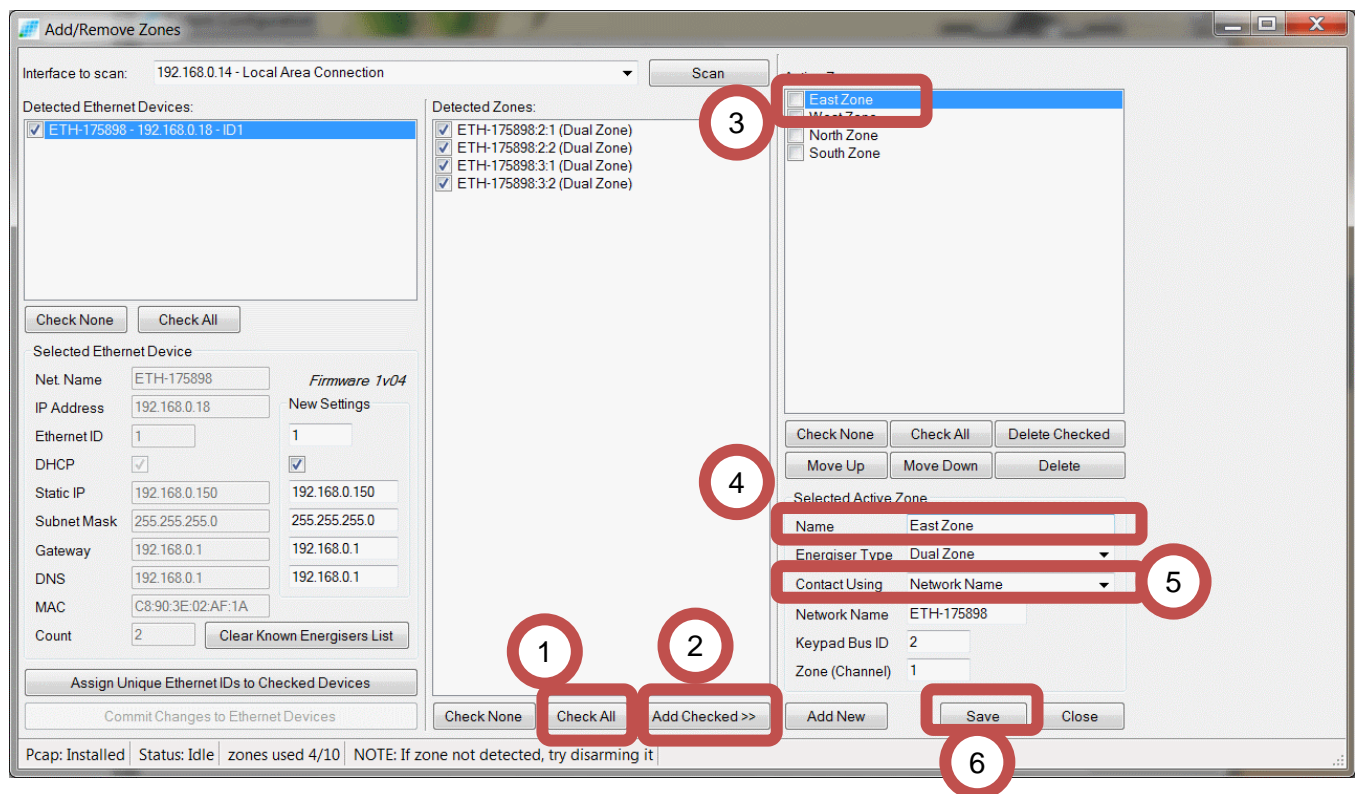 Add/Remove Zones
Interface to scan: 192.168.0.14 - Local Area Connection Scan
Detected Ethernet Devices:
ETH-175898 - 192.168.0.18 - ID1
Check None Check All
Selected Ethernet Device
Net. Name ETH-175898 Firmware 1v04
IP Address 192.168.0.18 New Settings
Ethernet ID 1 1
DHCP
Static IP 192.168.0.150 192.168.0.150
Subnet Mask 255.255.255.0 255.255.255.0
Gateway 192.168.0.1 192.168.0.1
DNS 192.168.0.1 192.168.0.1
MAC C8:90:3E:02:AF:1A
Count 2 Clear Known Energisers List
Assign Unique Ethernet IDs to Checked Devices
Commit Changes to Ethernet Devices
Detected Zones:
ETH-175898:2:1 (Dual Zone)
ETH-175898:2:2 (Dual Zone)
ETH-175898:3:1 (Dual Zone)
ETH-175898:3:2 (Dual Zone)
1
2
Check None Check All Add Checked >>
3
East Zone
West Zone
North Zone
South Zone
Check None Check All Delete Checked
Move Up Move Down Delete
4
Selected Active Zone
Name East Zone
Energiser Type Dual Zone
Contact Using Network Name
5
Network Name ETH-175898
Keypad Bus ID 2
Zone (Channel) 1
Add New Save Close
6
Pcap: Installed Status: Idle zones used 4/10 NOTE: If zone not detected, try disarming it